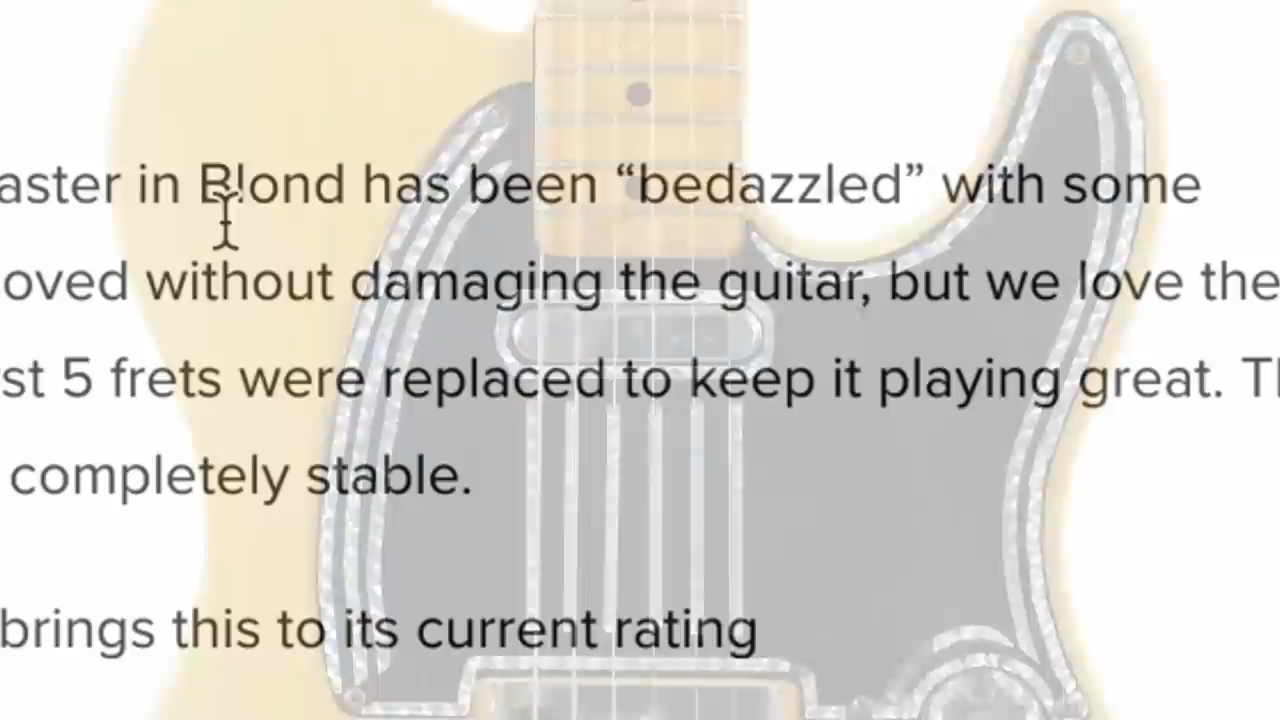 aster in Blond has been “bedazzled” with some
oved without damaging the guitar, but we love the
st 5 frets were replaced to keep it playing great. Th
completely stable.
brings this to its current rating